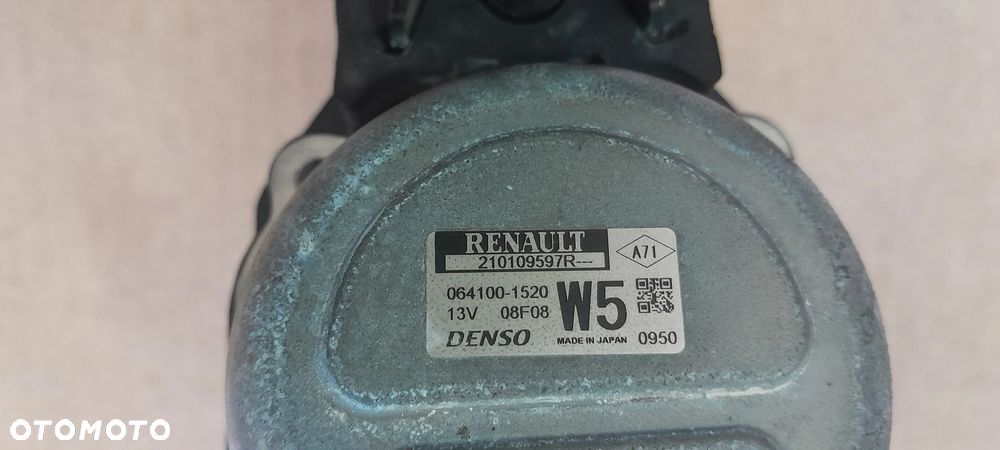 RENAULT
210109597R---
A71
064100-1520
13V 08F08
W5
DENSO
MADE IN JAPAN
0950
OTOMOTO